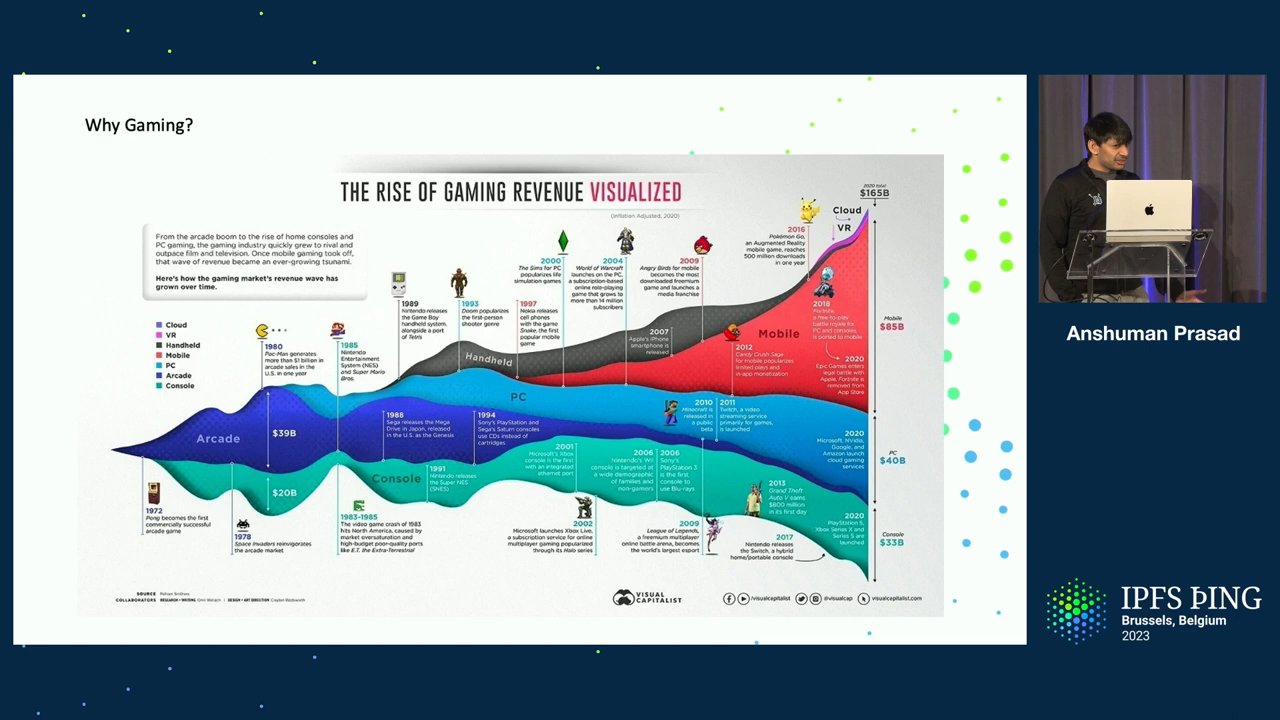 Why Gaming?
THE RISE OF GAMING REVENUE VISUALIZED
(Inflation Adjusted, 2020)
From the arcade boom to the rise of home consoles and
PC gaming, the gaming industry quickly grew to rival and
outpace film and television. Once mobile gaming took off,
that wave of revenue became an ever-growing tsunami.
Here's how the gaming market's revenue wave has
grown over time.
Cloud
VR
Handheld
Mobile
PC
Arcade
Console
1980
Pac-Man generates
more than $1 billion in
arcade sales in the
U.S. in one year
1985
Nintendo
Entertainment
System (NES)
and Super Mario
Bros.
1989
Nintendo releases
the Game Boy
handheld system,
alongside a port
of Tetris
1993
Doom popularizes
the first-person
shooter genre
1997
Nokia releases
cell phones
with the game
Snake, the first
popular mobile
game
2000
The Sims for PC
popularizes life
simulation games
2004
World of Warcraft
launches on the PC,
a subscription-based
online role-playing
game that grows to
more than 14 million
subscribers
2009
Angry Birds for mobile
becomes the most
downloaded freemium
game and launches a
media franchise
2007
Apple's iPhone
smartphone is
released
2016
Pokémon Go,
an Augmented Reality
mobile game, reaches
500 million downloads
in one year
2020 total
$165B
Cloud
VR
2018
Fortnite,
a free-to-play
battle royale for
PC and consoles,
is ported to mobile
Mobile
Mobile
$85B
2012
Candy Crush Saga
for mobile popularizes
limited plays and
in-app monetization
2020
Epic Games enters
legal battle with
Apple, Fortnite is
removed from
App Store
Handheld
PC
2010
Minecraft is
released in
a public
beta
2011
Twitch, a video
streaming service
primarily for games,
is launched
1988
Sega releases the Mega
Drive in Japan, released
in the U.S. as the Genesis
1994
Sony's PlayStation and
Sega's Saturn consoles
use CDs instead of
cartridges
Arcade
$39B
2020
Microsoft, Nvidia,
Google, and
Amazon launch
cloud gaming
services
PC
$40B
2001
Microsoft's Xbox
console is the first
with an integrated
ethernet port
2006
Nintendo's Wii
console is targeted at
a wide demographic
of families and
non-gamers
2006
Sony's
PlayStation 3
is the first
console to
use Blu-rays
1991
Nintendo releases
the Super NES
(SNES)
Console
$20B
2013
Grand Theft
Auto V earns
$800 million
in its first day
2020
PlayStation 5,
Xbox Series X and
Series S are
launched
Console
$33B
1972
Pong becomes the first
commercially successful
arcade game
1978
Space Invaders reinvigorates
the arcade market
1983-1985
The video game crash of 1983
hits North America, caused by
market oversaturation and
high-budget poor-quality ports
like E.T. the Extra-Terrestrial
2002
Microsoft launches Xbox Live,
a subscription service for online
multiplayer gaming popularized
through its Halo series
2009
League of Legends,
a freemium multiplayer
online battle arena, becomes
the world's largest esport
2017
Nintendo releases
the Switch, a hybrid
home/portable console
SOURCE Pelham Smithers
COLLABORATORS RESEARCH + WRITING Omri Wallach | DESIGN + ART DIRECTION Clayton Wadsworth
VISUAL
CAPITALIST
/visualcapitalist
@visualcap
visualcapitalist.com
Anshuman Prasad
IPFS ÞING
Brussels, Belgium
2023